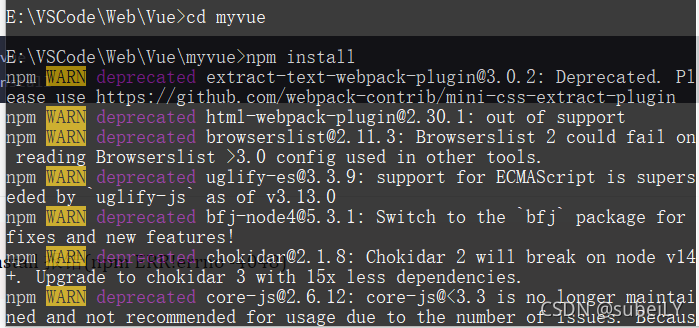 E:\VSCode\Web\Vue>cd myvue
E:\VSCode\Web\Vue\myvue>npm install
npm WARN deprecated extract-text-webpack-plugin@3.0.2: Deprecated. Pl
ease use https://github.com/webpack-contrib/mini-css-extract-plugin
npm WARN deprecated html-webpack-plugin@2.30.1: out of support
npm WARN deprecated browserslist@2.11.3: Browserslist 2 could fail on
reading Browserslist >3.0 config used in other tools.
npm WARN deprecated uglify-es@3.3.9: support for ECMAScript is supers
eded by `uglify-js` as of v3.13.0
npm WARN deprecated bfj-node4@5.3.1: Switch to the `bfj` package for
fixes and new features!
npm WARN deprecated chokidar@2.1.8: Chokidar 2 will break on node v14
+. Upgrade to chokidar 3 with 15x less dependencies.
npm WARN deprecated core-js@2.6.12: core-js@<3.3 is no longer maintai
ned and not recommended for usage due to the number of issues. Becaus
CSDN @subeiLY